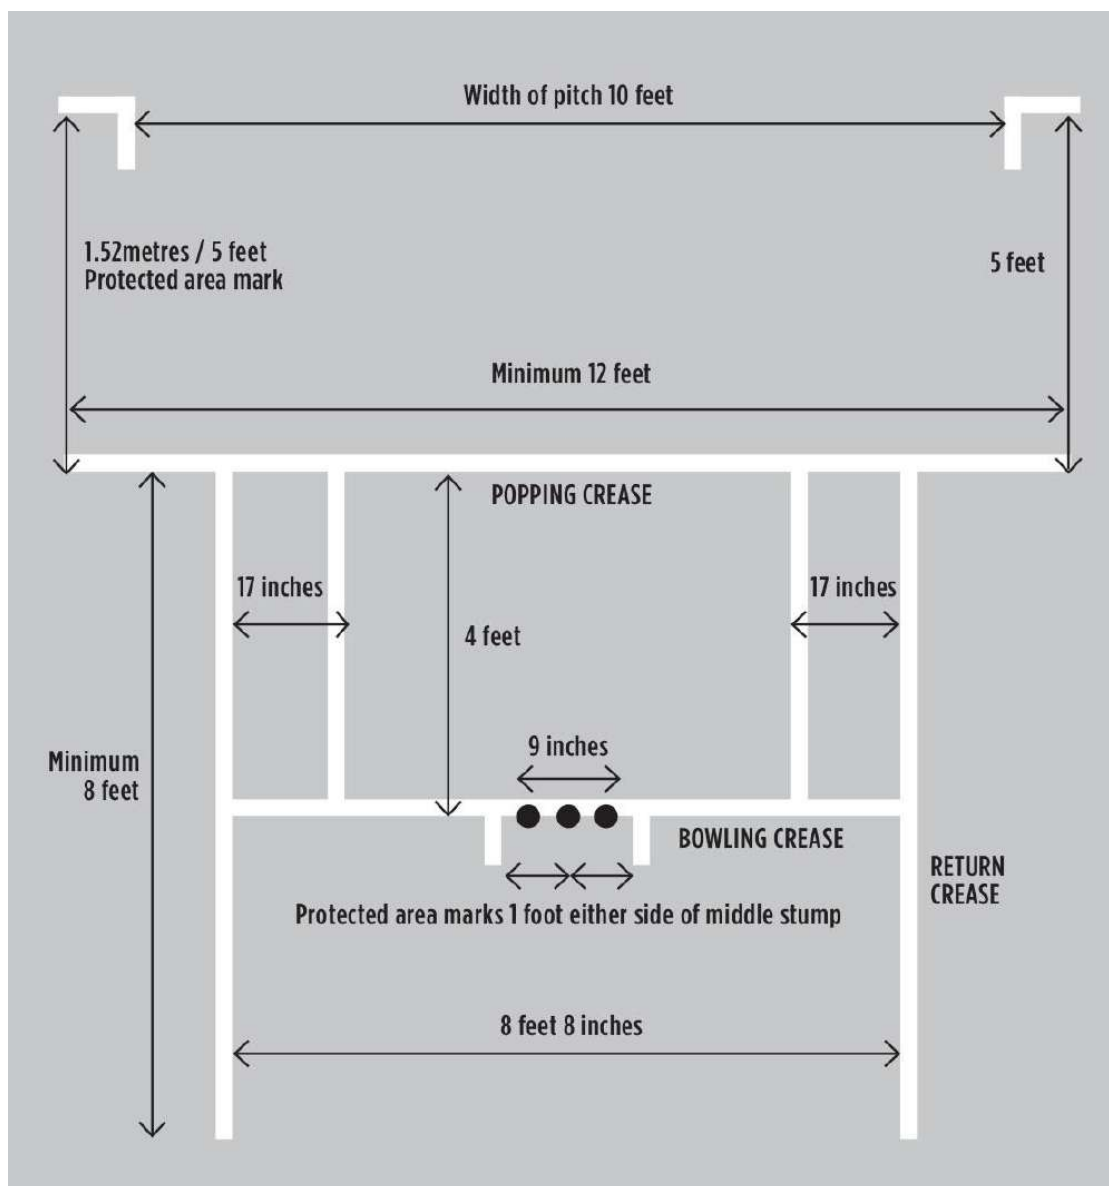 Width of pitch 10 feet
1.52metres / 5 feet
Protected area mark
5 feet
Minimum 12 feet
POPPING CREASE
17 inches
17 inches
4 feet
9 inches
Minimum
8 feet
BOWLING CREASE
RETURN
CREASE
Protected area marks 1 foot either side of middle stump
8 feet 8 inches